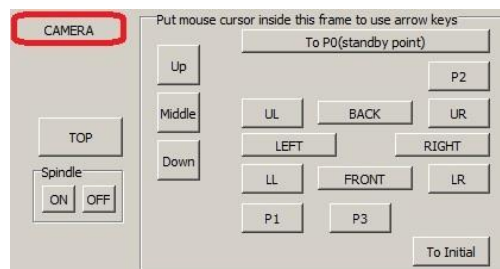 CAMERA
Put mouse cursor inside this frame to use arrow keys
To P0(standby point)
Up
P2
Middle
UL
BACK
UR
TOP
LEFT
RIGHT
Down
Spindle
LL
FRONT
LR
ON
OFF
P1
P3
To Initial